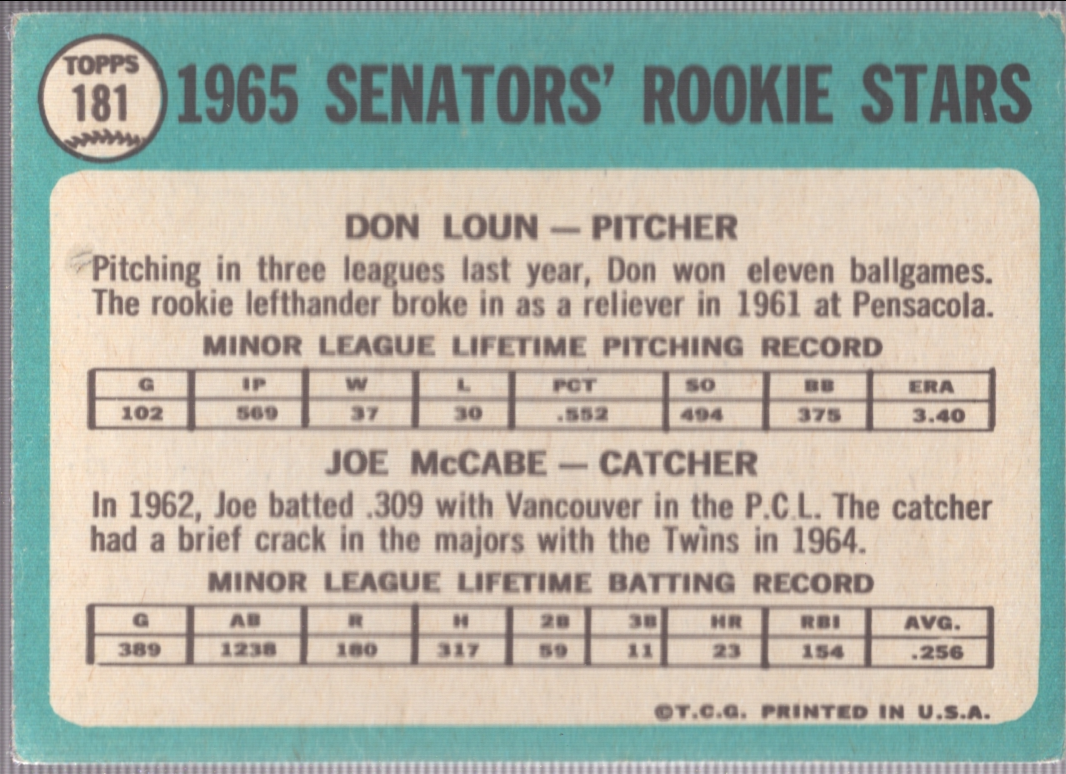 TOPPS
181
1965 SENATORS' ROOKIE STARS
DON LOUN — PITCHER
Pitching in three leagues last year, Don won eleven ballgames.
The rookie lefthander broke in as a reliever in 1961 at Pensacola.
MINOR LEAGUE LIFETIME PITCHING RECORD
G IP W L PCT SO BB ERA
102 569 37 30 .552 494 375 3.40
JOE McCABE — CATCHER
In 1962, Joe batted .309 with Vancouver in the P.C.L. The catcher
had a brief crack in the majors with the Twins in 1964.
MINOR LEAGUE LIFETIME BATTING RECORD
G AB R H 2B 3B HR RBI AVG.
389 1238 180 317 59 11 23 154 .256
©T.C.G. PRINTED IN U.S.A.